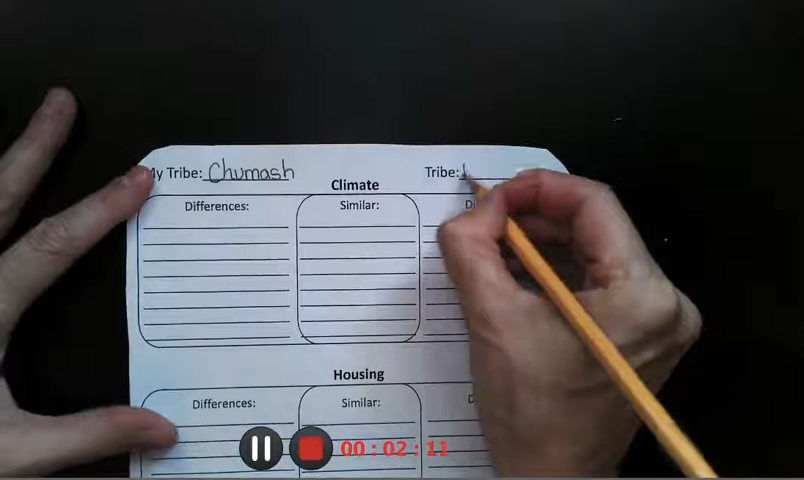 My Tribe: Chumash
Tribe:
Climate
Differences:
Similar:
Housing
Differences:
Similar:
00 : 02 : 11